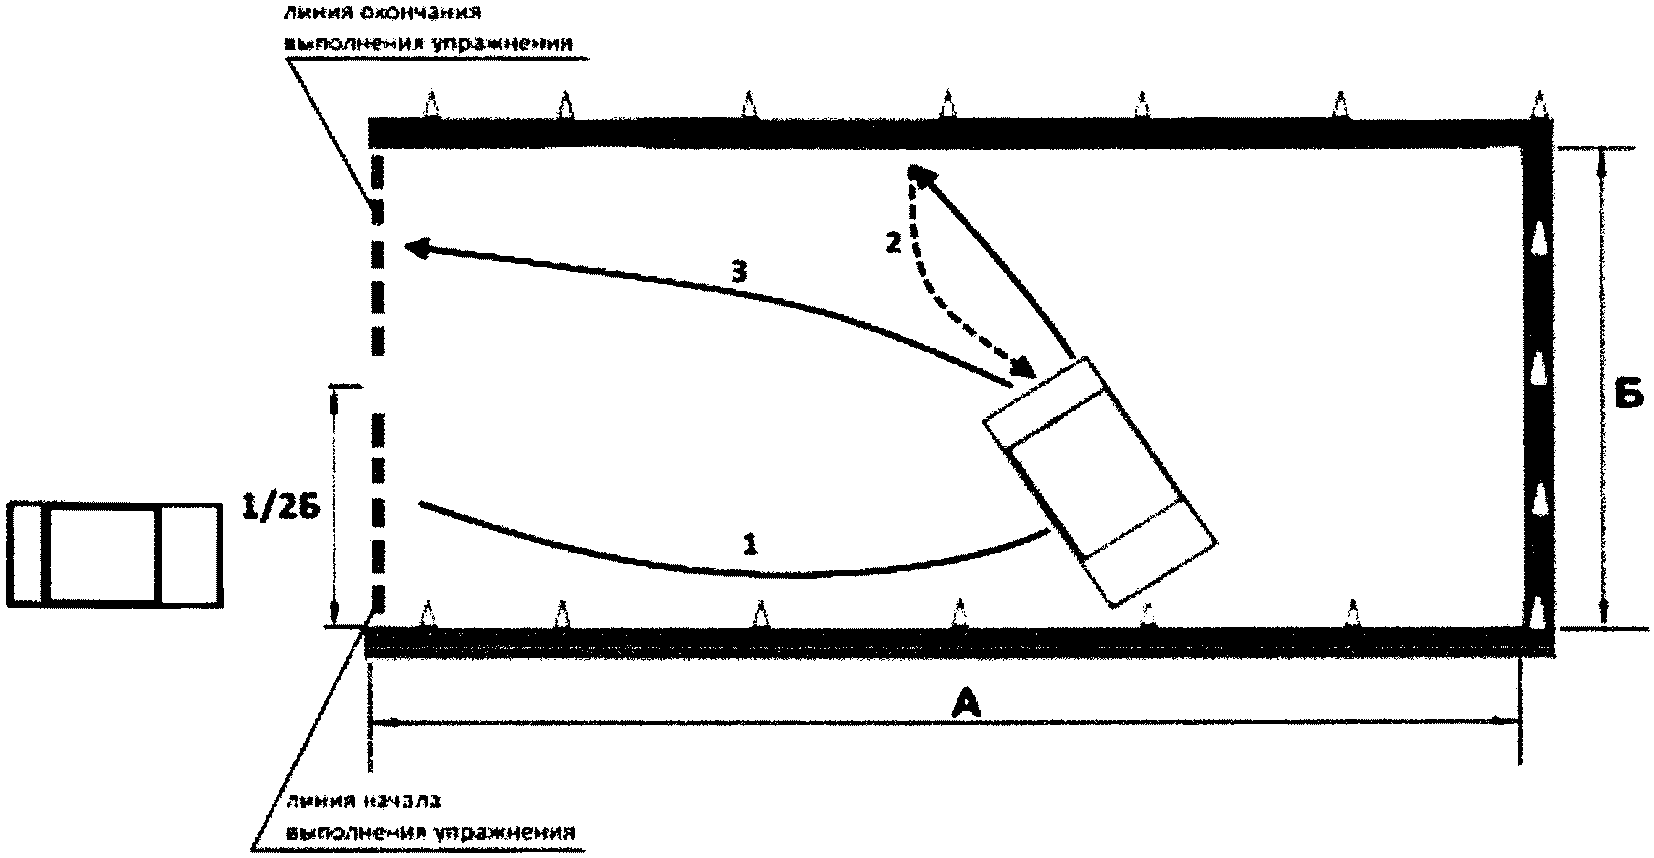 линия окончания
выполнения упражнения
2
3
Б
1/2Б
1
А
линия начала
выполнения упражнения